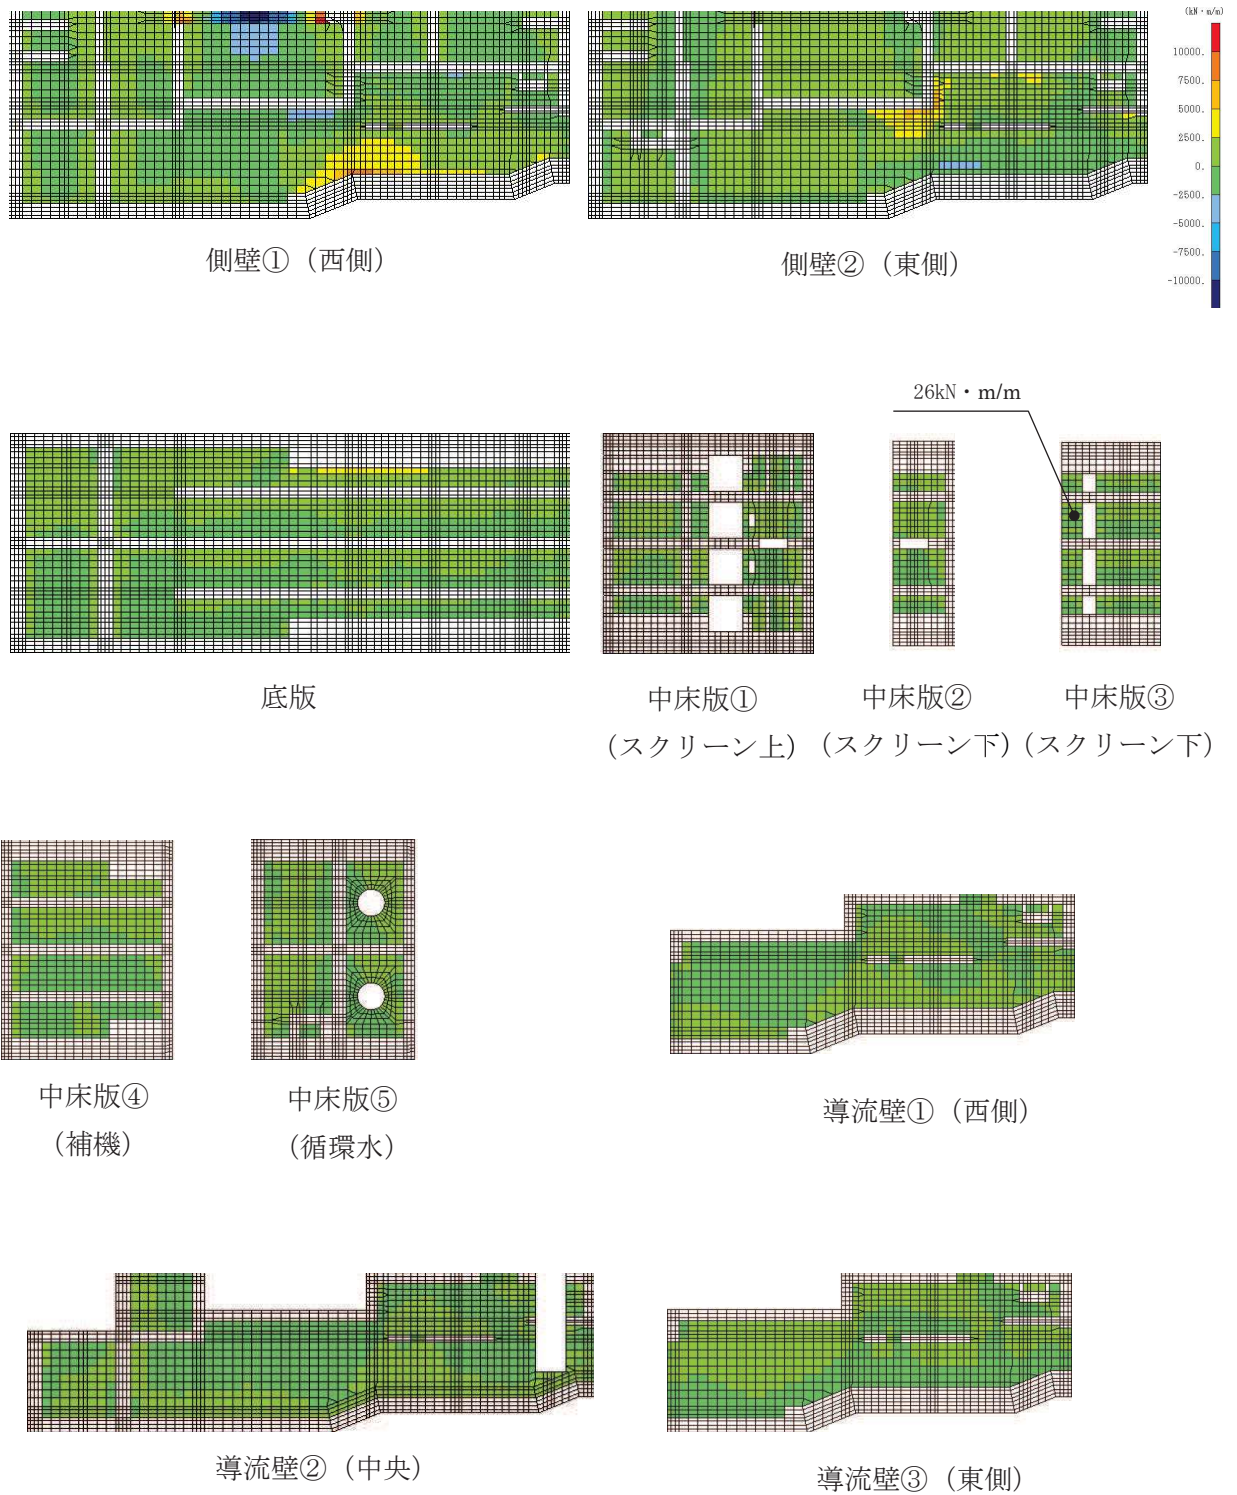 (kN・m/m)
10000.
7500.
5000.
2500.
0.
-2500.
-5000.
-7500.
-10000.
側壁①（西側）
側壁②（東側）
26kN・m/m
底版
中床版①
（スクリーン上）
中床版②
（スクリーン下）
中床版③
（スクリーン下）
中床版④
（補機）
中床版⑤
（循環水）
導流壁①（西側）
導流壁②（中央）
導流壁③（東側）